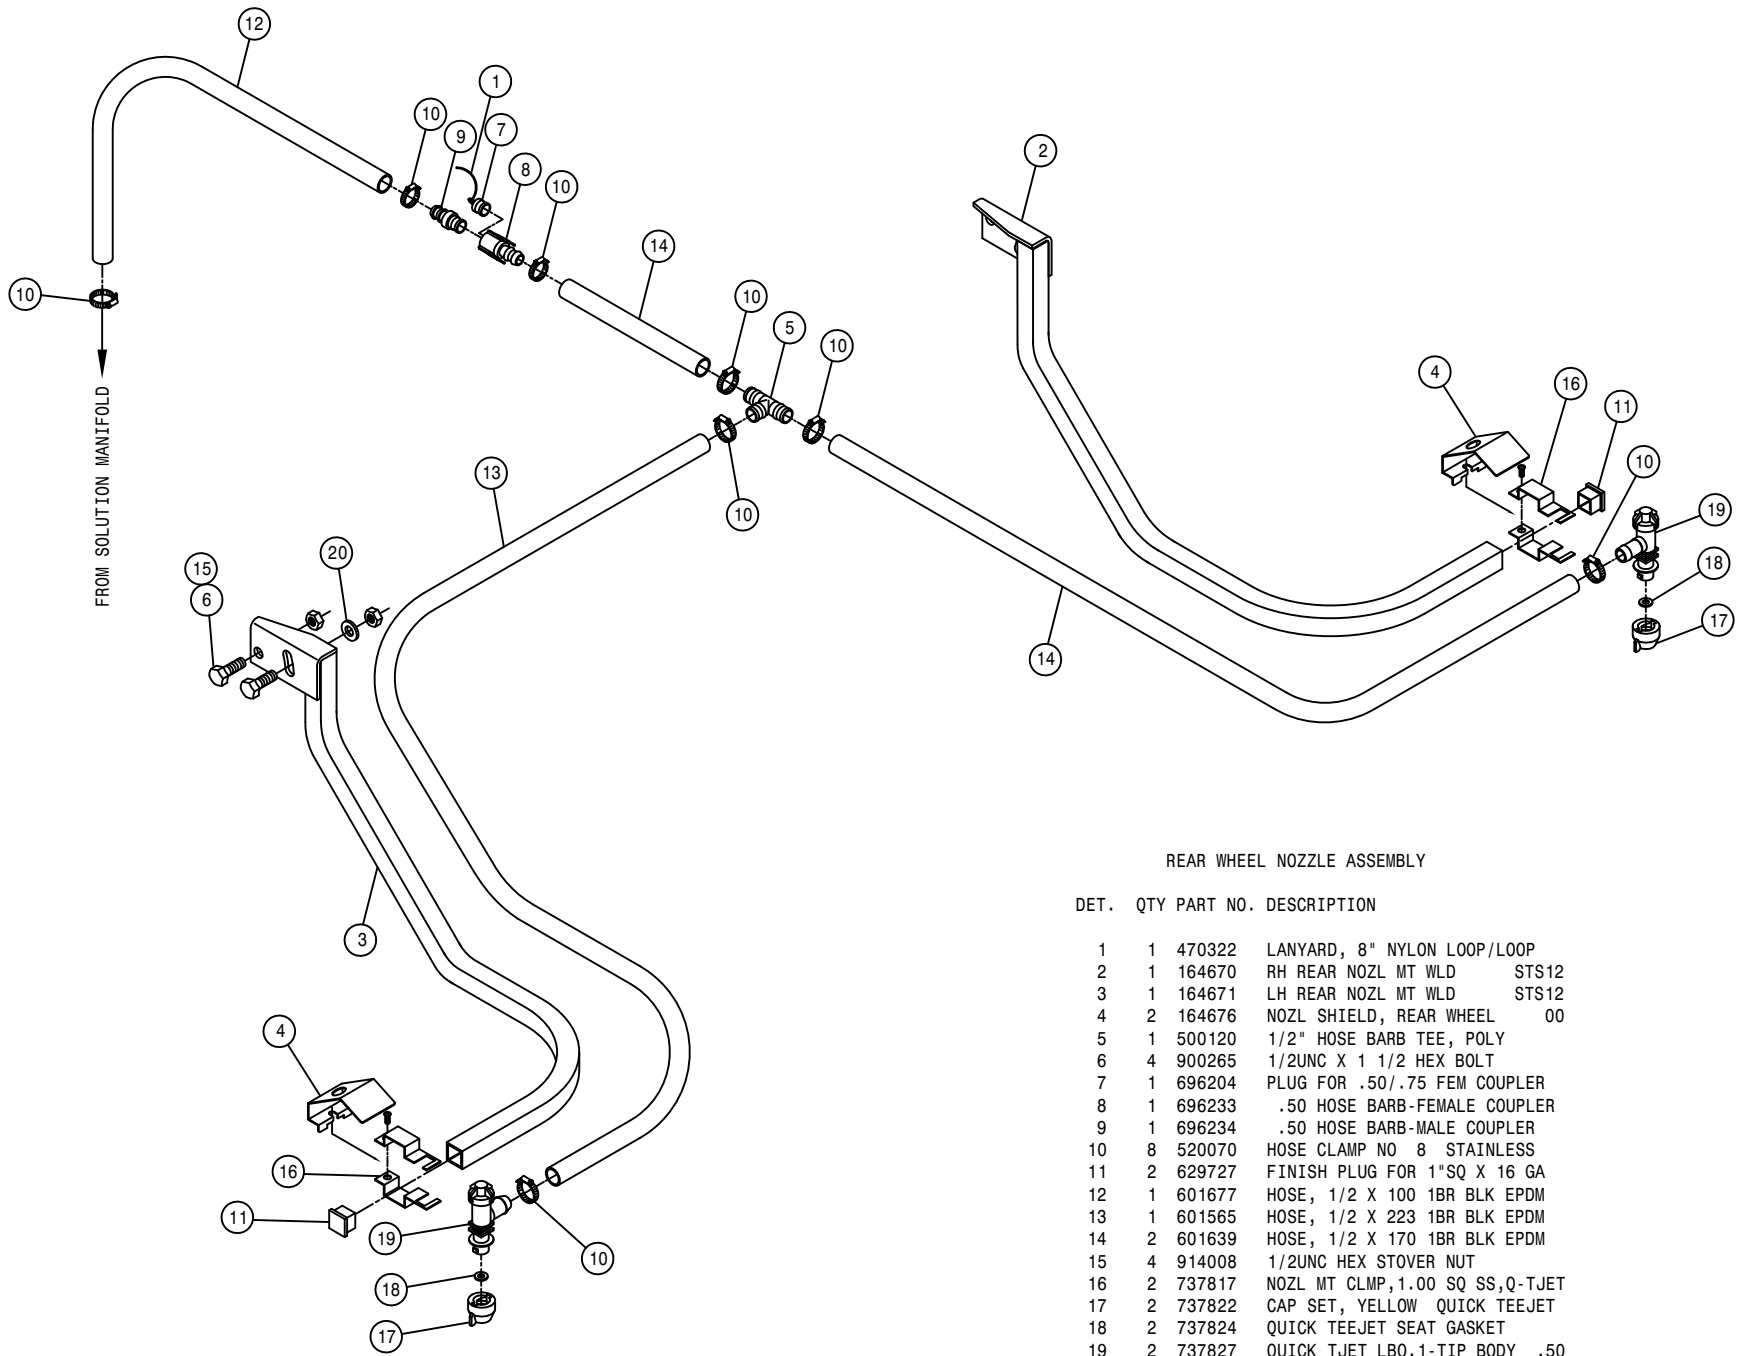 12
1
10
9
7
8
10
2
14
10
10
5
10
4
16
11
10
13
10
19
18
17
14
20
15
6
FROM SOLUTION MANIFOLD
3
4
16
11
19
18
17
10
REAR WHEEL NOZZLE ASSEMBLY
DET. QTY PART NO. DESCRIPTION
1 1 470322 LANYARD, 8" NYLON LOOP/LOOP
2 1 164670 RH REAR NOZL MT WLD STS12
3 1 164671 LH REAR NOZL MT WLD STS12
4 2 164676 NOZL SHIELD, REAR WHEEL 00
5 1 500120 1/2" HOSE BARB TEE, POLY
6 4 900265 1/2UNC X 1 1/2 HEX BOLT
7 1 696204 PLUG FOR .50/.75 FEM COUPLER
8 1 696233 .50 HOSE BARB-FEMALE COUPLER
9 1 696234 .50 HOSE BARB-MALE COUPLER
10 8 520070 HOSE CLAMP NO 8 STAINLESS
11 2 629727 FINISH PLUG FOR 1"SQ X 16 GA
12 1 601677 HOSE, 1/2 X 100 1BR BLK EPDM
13 1 601565 HOSE, 1/2 X 223 1BR BLK EPDM
14 2 601639 HOSE, 1/2 X 170 1BR BLK EPDM
15 4 914008 1/2UNC HEX STOVER NUT
16 2 737817 NOZL MT CLMP,1.00 SQ SS,Q-TJET
17 2 737822 CAP SET, YELLOW QUICK TEEJET
18 2 737824 QUICK TEEJET SEAT GASKET
19 2 737827 QUICK TJET LBO,1-TIP BODY .50